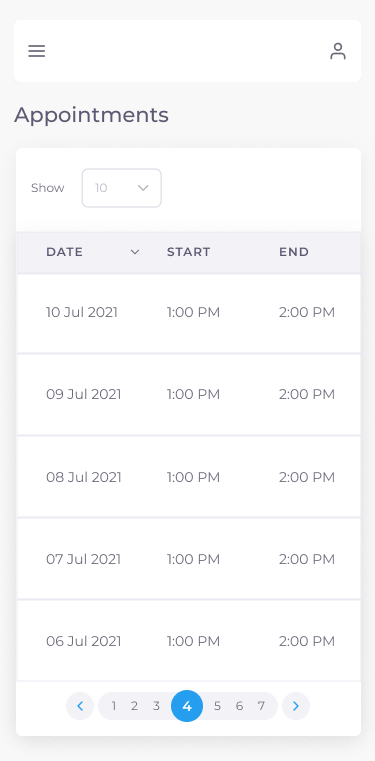 Appointments
Show 10
DATE START END
10 Jul 2021 1:00 PM 2:00 PM
09 Jul 2021 1:00 PM 2:00 PM
08 Jul 2021 1:00 PM 2:00 PM
07 Jul 2021 1:00 PM 2:00 PM
06 Jul 2021 1:00 PM 2:00 PM
1 2 3 4 5 6 7